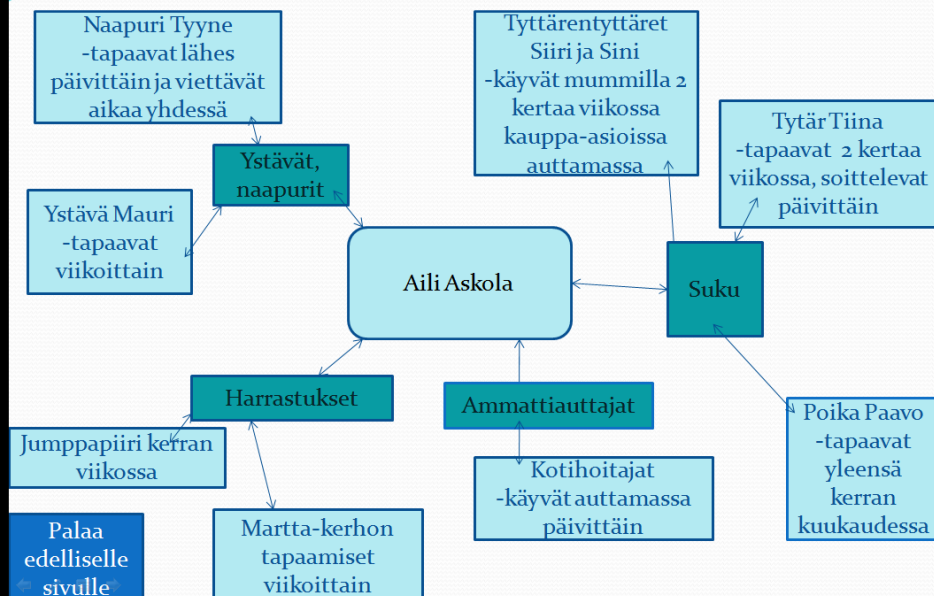 Naapuri Tyyne
-tapaavat lähes
päivittäin ja viettävät
aikaa yhdessä
Tyttärentyttäret
Siiri ja Sini
-käyvät mummilla 2
kertaa viikossa
kauppa-asioissa
auttamassa
Tytär Tiina
-tapaavat 2 kertaa
viikossa, soittelevat
päivittäin
Ystävät,
naapurit
Ystävä Mauri
-tapaavat
viikoittain
Aili Askola
Suku
Harrastukset
Ammattiauttajat
Poika Paavo
-tapaavat
yleensä
kerran
kuukaudessa
Jumppapiiri kerran
viikossa
Kotihoitajat
-käyvät auttamassa
päivittäin
Martta-kerhon
tapaamiset
viikoittain
Palaa
edelliselle
sivulle